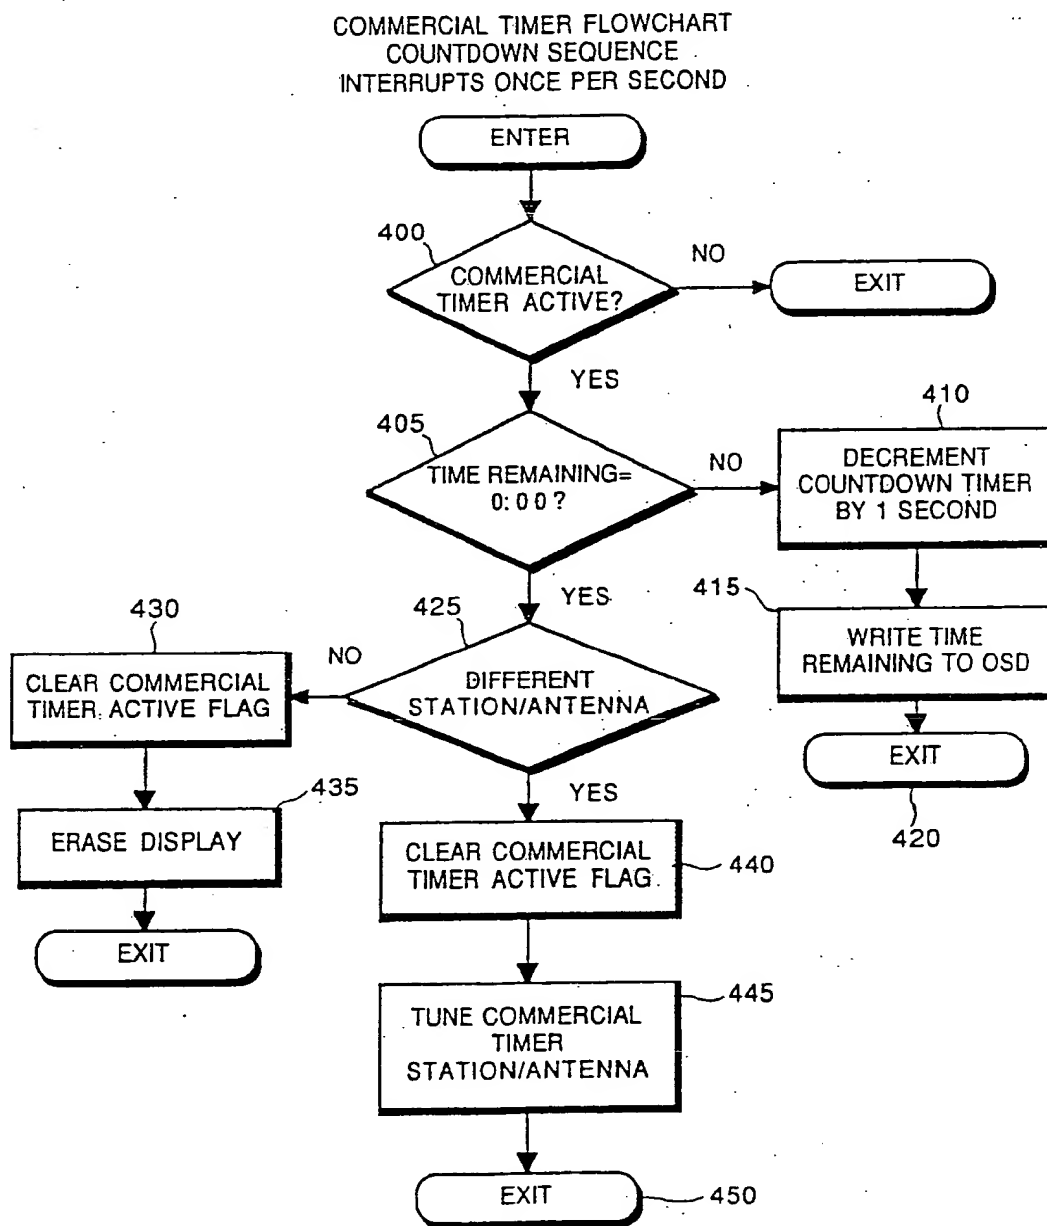 COMMERCIAL TIMER FLOWCHART
COUNTDOWN SEQUENCE
INTERRUPTS ONCE PER SECOND
ENTER
400
COMMERCIAL
TIMER ACTIVE?
NO
EXIT
YES
405
TIME REMAINING=
0:00?
NO
410
DECREMENT
COUNTDOWN TIMER
BY 1 SECOND
415
WRITE TIME
REMAINING TO OSD
EXIT
420
YES
425
DIFFERENT
STATION/ANTENNA
NO
430
CLEAR COMMERCIAL
TIMER ACTIVE FLAG
435
ERASE DISPLAY
EXIT
YES
CLEAR COMMERCIAL
TIMER ACTIVE FLAG
440
TUNE COMMERCIAL
TIMER
STATION/ANTENNA
445
EXIT
450